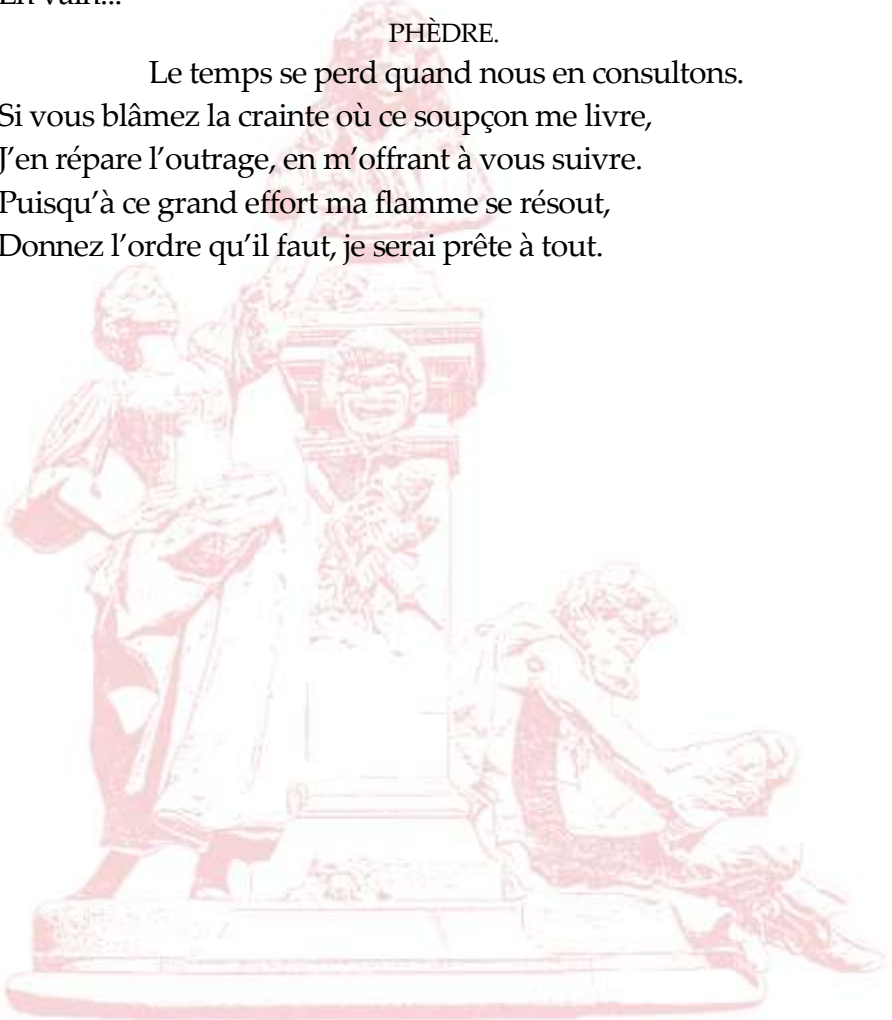 En vain...
PHÈDRE.
Le temps se perd quand nous en consultons.
Si vous blâmez la crainte où ce soupçon me livre,
J’en répare l’outrage, en m’offrant à vous suivre.
Puisqu’à ce grand effort ma flamme se résout,
Donnez l’ordre qu’il faut, je serai prête à tout.